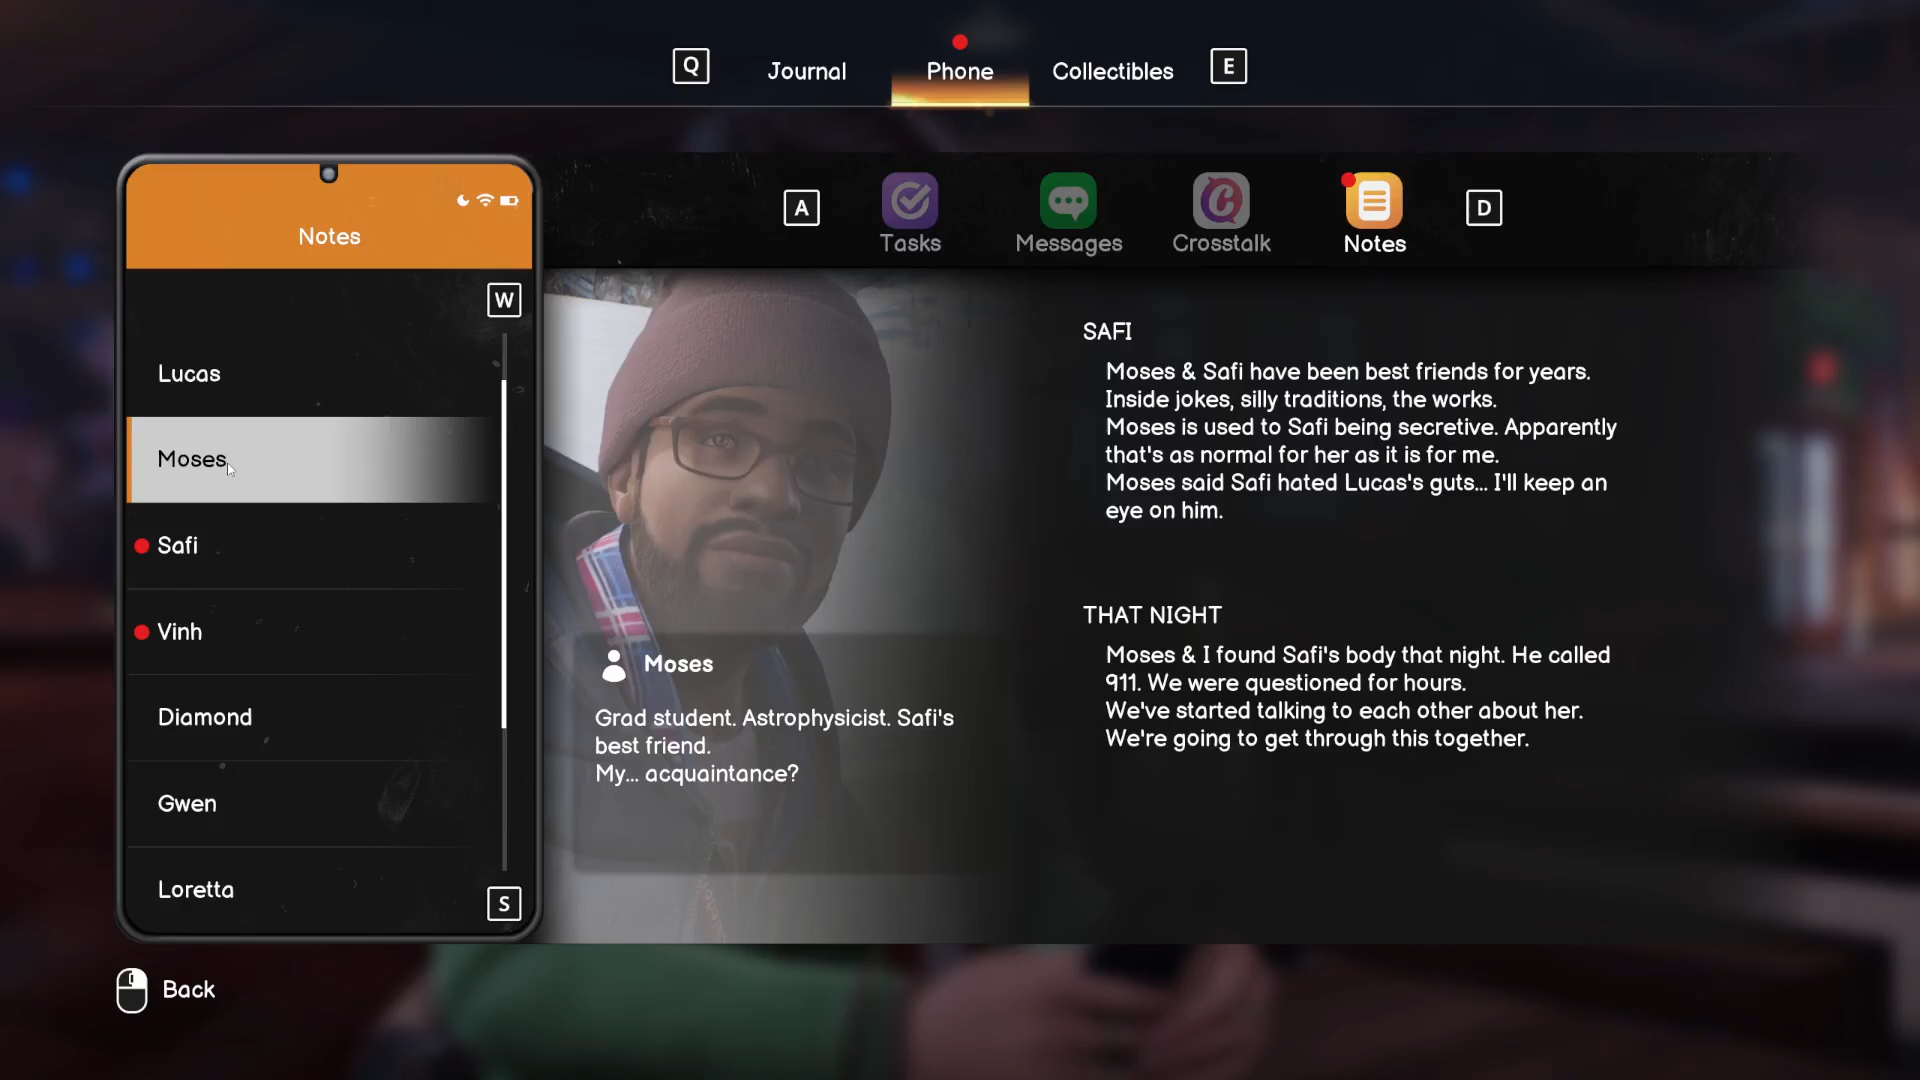 Q
Journal
Phone
Collectibles
E
Notes
A
Tasks
Messages
Crosstalk
Notes
D
W
Lucas
Moses
Safi
Vinh
Diamond
Gwen
Loretta
S
Moses
Grad student. Astrophysicist. Safi's
best friend.
My... acquaintance?
SAFI
Moses & Safi have been best friends for years.
Inside jokes, silly traditions, the works.
Moses is used to Safi being secretive. Apparently
that's as normal for her as it is for me.
Moses said Safi hated Lucas's guts... I'll keep an
eye on him.
THAT NIGHT
Moses & I found Safi's body that night. He called
911. We were questioned for hours.
We've started talking to each other about her.
We're going to get through this together.
Back